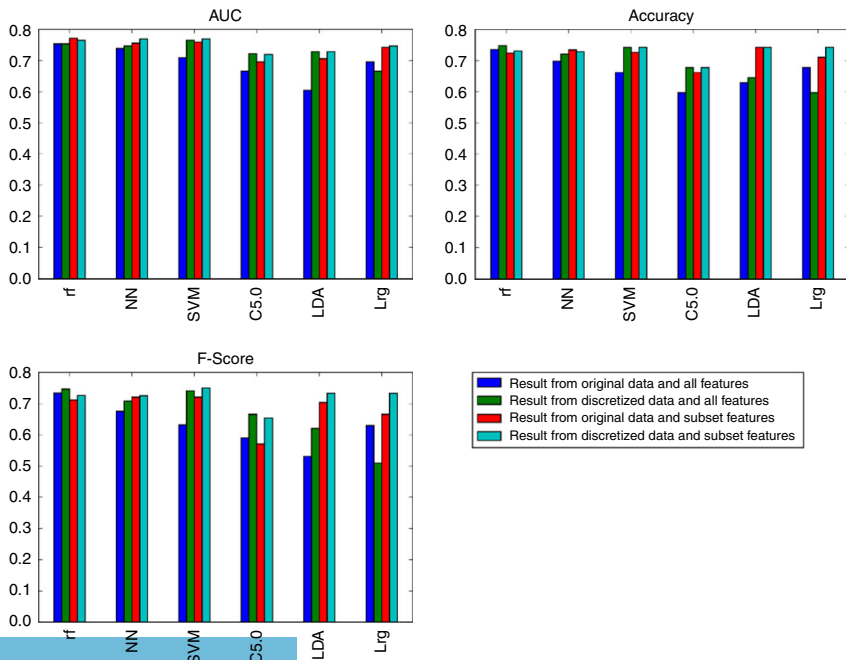 AUC
0.8
0.7
0.6
0.5
0.4
0.3
0.2
0.1
0.0
rf
NN
SVM
C5.0
LDA
Lrg
Accuracy
0.8
0.7
0.6
0.5
0.4
0.3
0.2
0.1
0.0
rf
NN
SVM
C5.0
LDA
Lrg
F-Score
0.8
0.7
0.6
0.5
0.4
0.3
0.2
0.1
0.0
rf
NN
SVM
C5.0
LDA
Lrg
Result from original data and all features
Result from discretized data and all features
Result from original data and subset features
Result from discretized data and subset features